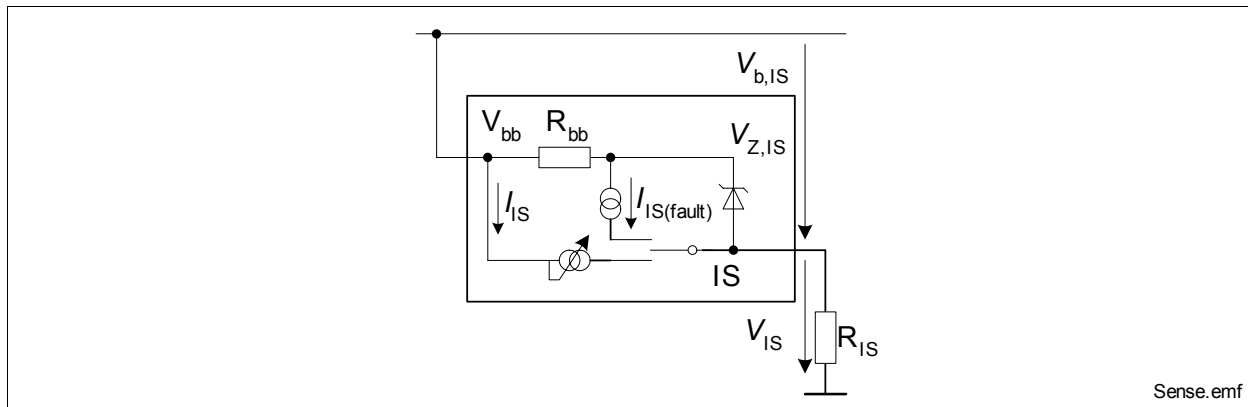 V_b,IS
V_bb R_bb V_Z,IS
I_IS I_IS(fault)
IS
V_IS R_IS
Sense.emf